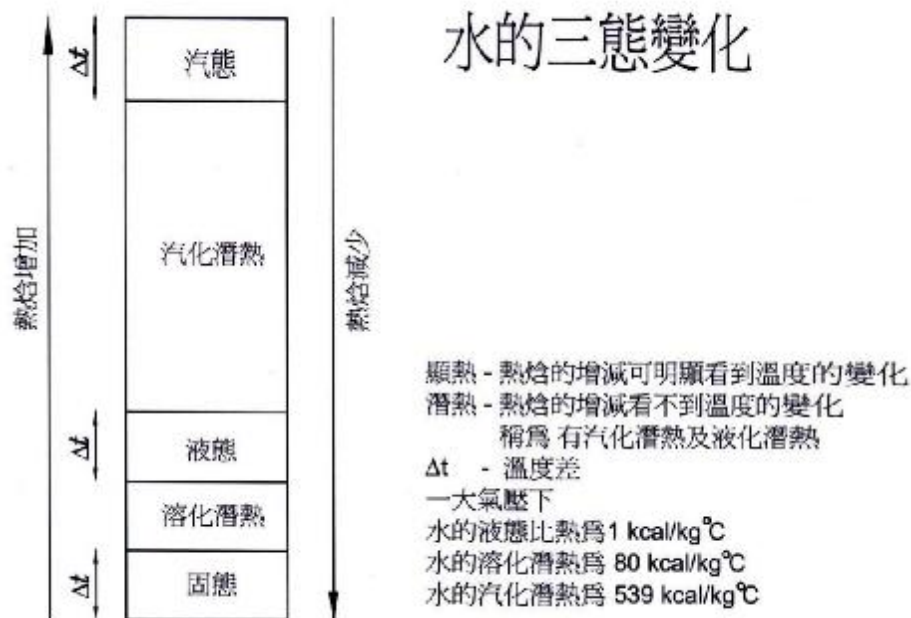 水的三態變化
Δt
汽態
汽化潛熱
熱焓增加
熱焓減少
Δt
液態
溶化潛熱
Δt
固態
顯熱 - 熱焓的增減可明顯看到溫度的變化
潛熱 - 熱焓的增減看不到溫度的變化
稱爲 有汽化潛熱及液化潛熱
Δt - 溫度差
一大氣壓下
水的液態比熱爲1 kcal/kg℃
水的溶化潛熱爲 80 kcal/kg℃
水的汽化潛熱爲 539 kcal/kg℃